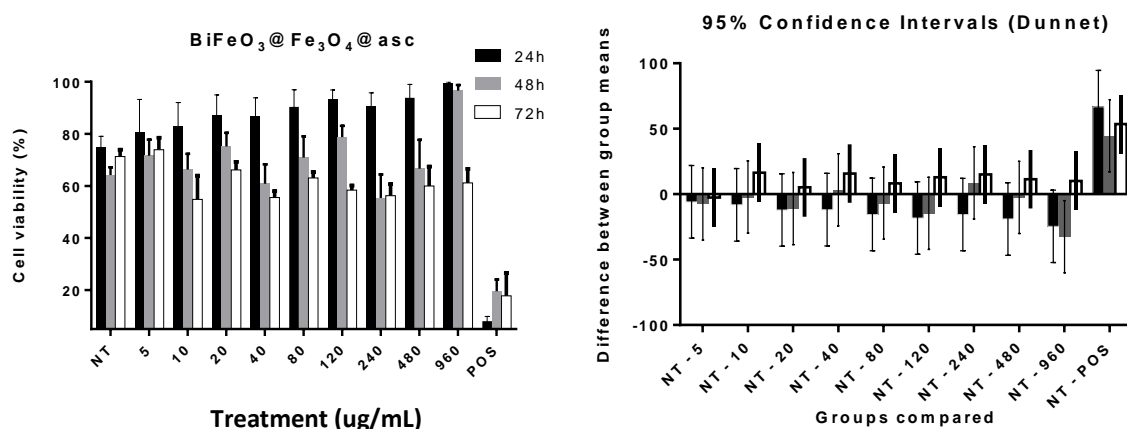 BiFeO₃@Fe₃O₄@asc
24h
48h
72h
Cell viability (%)
100
80
60
40
20
NT
5
10
20
40
80
120
240
480
960
POS
Treatment (ug/mL)
95% Confidence Intervals (Dunnet)
Difference between group means
100
50
0
-50
-100
NT - 5
NT - 10
NT - 20
NT - 40
NT - 80
NT - 120
NT - 240
NT - 480
NT - 960
NT - POS
Groups compared